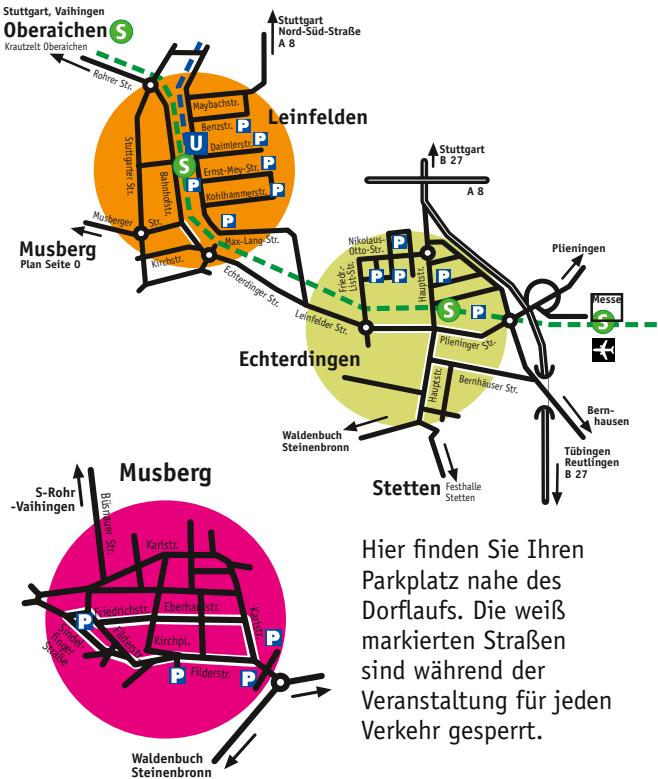 Stuttgart, Vaihingen
Oberaichen S
Krautzelt Oberaichen
Rohrer Str.
Stuttgart
Nord-Süd-Straße
A 8
Leinfelden
Maybachstr.
Benzstr. P
U
Daimlerstr. P
S
Ernst-Mey-Str. P
P
Kohlhammerstr. P
P
Stuttgarter Str.
Bahnhofstr.
Musberger Str.
Musberg
Plan Seite 0
Kirchstr.
Max-Lang-Str.
Echterdinger Str.
Leinfelder Str.
Stuttgart
B 27
A 8
Nikolaus-
Otto-Str.
P
Friedr.-
List-Str.
P P P
Hauptstr.
S P
Plieningen
Messe
S
Echterdingen
Plieninger Str.
Bernhäuser Str.
Hauptstr.
Bern-
hausen
Waldenbuch
Steinenbronn
Tübingen
Reutlingen
B 27
Stetten
Festhalle
Stetten
Musberg
S-Rohr
-Vaihingen
Büsnauer Str.
Karlstr.
Friedrichstr.
Eberhardstr.
Karlstr.
P
Sindel-
finger
Straße
Filderstr.
Kirchpl.
P
P
Filderstr.
P
Waldenbuch
Steinenbronn
Hier finden Sie Ihren
Parkplatz nahe des
Dorflaufs. Die weiß
markierten Straßen
sind während der
Veranstaltung für jeden
Verkehr gesperrt.